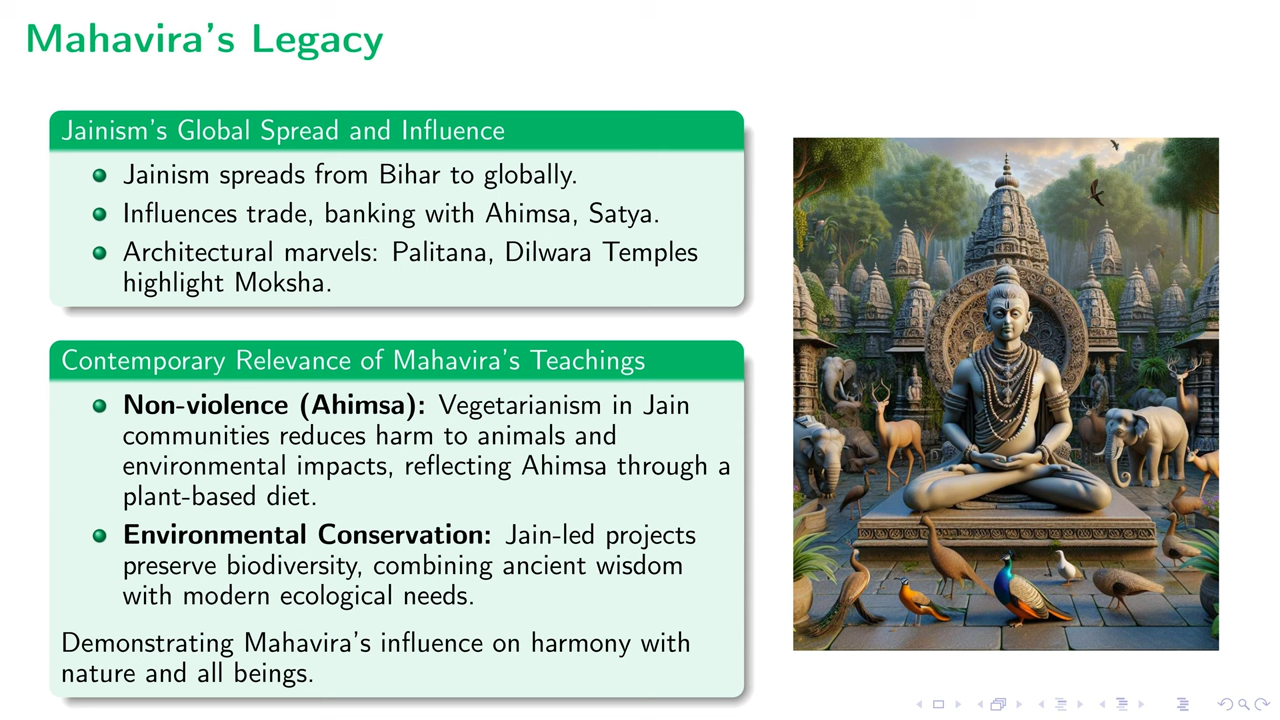 Mahavira's Legacy
Jainism's Global Spread and Influence
Jainism spreads from Bihar to globally.
Influences trade, banking with Ahimsa, Satya.
Architectural marvels: Palitana, Dilwara Temples
highlight Moksha.
Contemporary Relevance of Mahavira's Teachings
Non-violence (Ahimsa): Vegetarianism in Jain
communities reduces harm to animals and
environmental impacts, reflecting Ahimsa through a
plant-based diet.
Environmental Conservation: Jain-led projects
preserve biodiversity, combining ancient wisdom
with modern ecological needs.
Demonstrating Mahavira's influence on harmony with
nature and all beings.